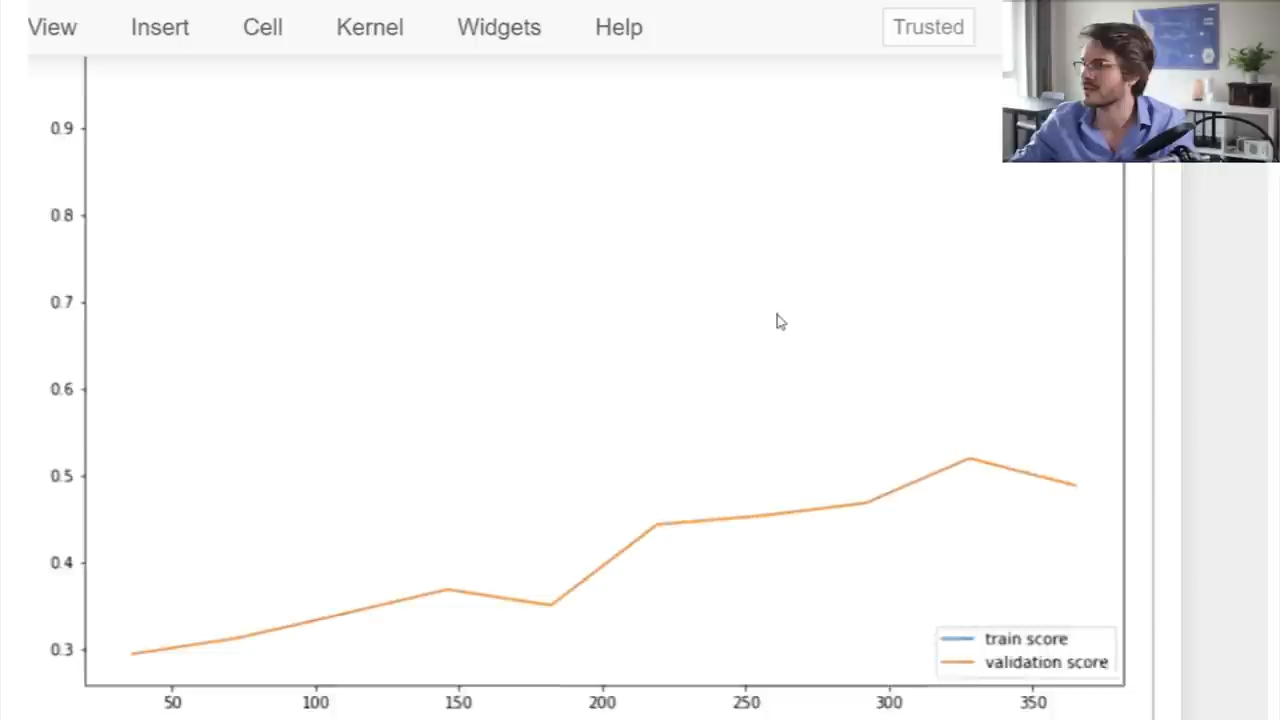 View Insert Cell Kernel Widgets Help Trusted
0.9
0.8
0.7
0.6
0.5
0.4
0.3
train score
validation score
50 100 150 200 250 300 350